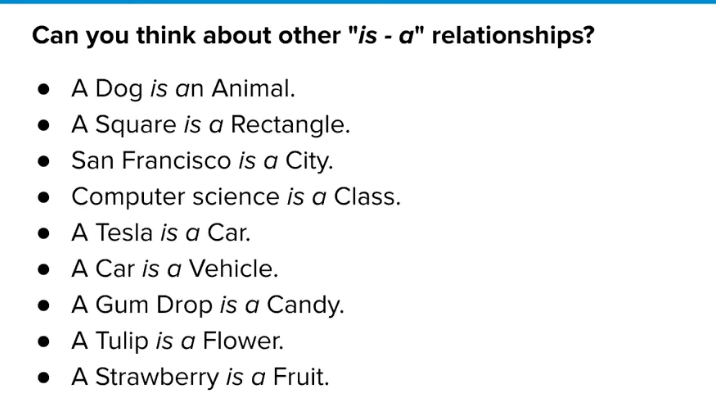 Can you think about other "is - a" relationships?
● A Dog is an Animal.
● A Square is a Rectangle.
● San Francisco is a City.
● Computer science is a Class.
● A Tesla is a Car.
● A Car is a Vehicle.
● A Gum Drop is a Candy.
● A Tulip is a Flower.
● A Strawberry is a Fruit.